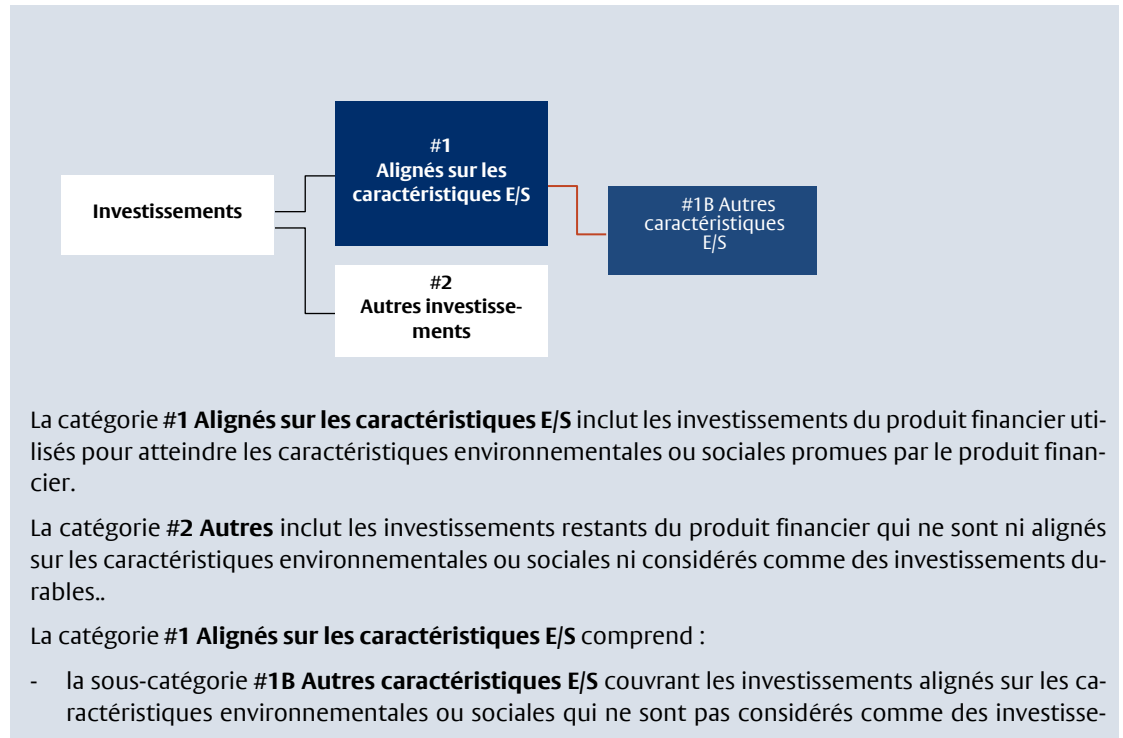 #1
Alignés sur les
caractéristiques E/S
Investissements
#1B Autres
caractéristiques
E/S
#2
Autres investisse-
ments
La catégorie #1 Alignés sur les caractéristiques E/S inclut les investissements du produit financier uti-
lisés pour atteindre les caractéristiques environnementales ou sociales promues par le produit finan-
cier.
La catégorie #2 Autres inclut les investissements restants du produit financier qui ne sont ni alignés
sur les caractéristiques environnementales ou sociales ni considérés comme des investissements du-
rables..
La catégorie #1 Alignés sur les caractéristiques E/S comprend :
- la sous-catégorie #1B Autres caractéristiques E/S couvrant les investissements alignés sur les ca-
ractéristiques environnementales ou sociales qui ne sont pas considérés comme des investisse-